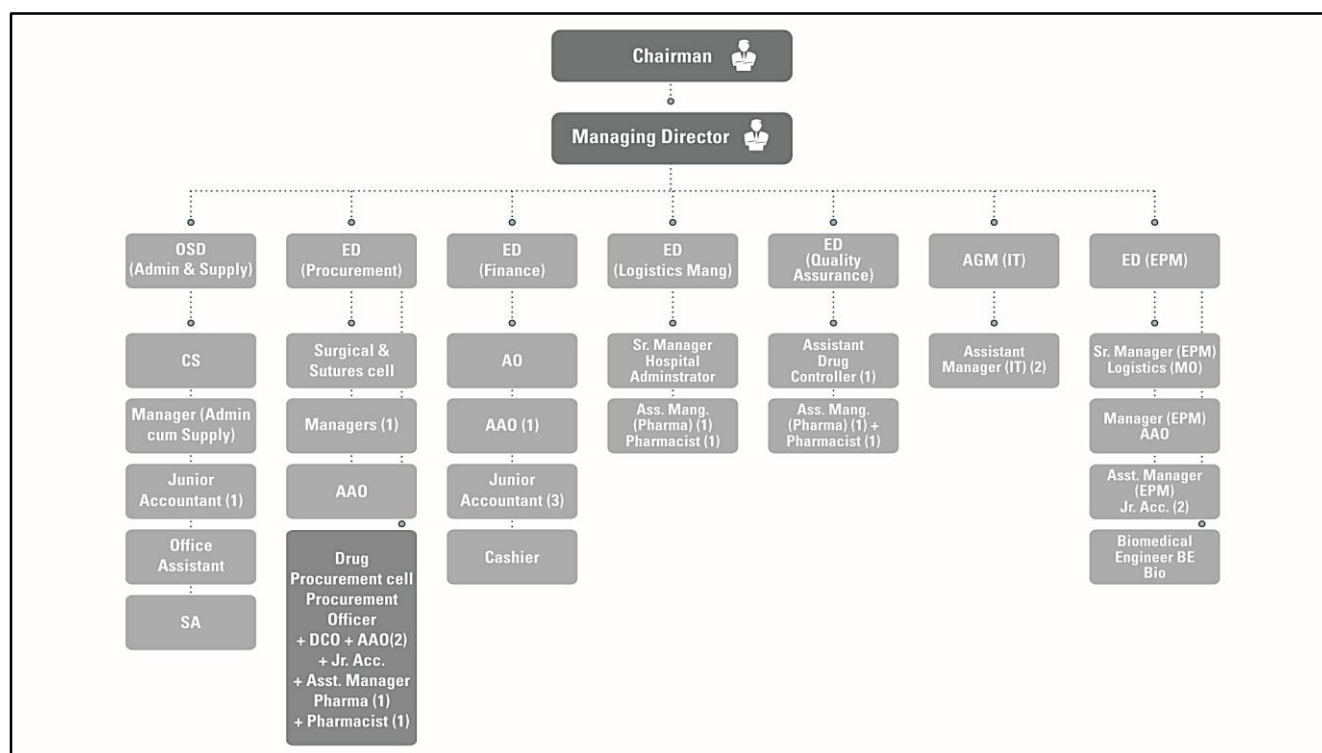 Chairman
Managing Director
OSD
(Admin & Supply)
CS
Manager (Admin
cum Supply)
Junior
Accountant (1)
Office
Assistant
SA
ED
(Procurement)
Surgical &
Sutures cell
Managers (1)
AAO
Drug
Procurement cell
Procurement
Officer
+ DCO + AAO(2)
+ Jr. Acc.
+ Asst. Manager
Pharma (1)
+ Pharmacist (1)
ED
(Finance)
AO
AAO (1)
Junior
Accountant (3)
Cashier
ED
(Logistics Mang)
Sr. Manager
Hospital
Adminstrator
Ass. Mang.
(Pharma) (1)
Pharmacist (1)
ED
(Quality
Assurance)
Assistant
Drug
Controller (1)
Ass. Mang.
(Pharma) (1) +
Pharmacist (1)
AGM (IT)
Assistant
Manager (IT) (2)
ED (EPM)
Sr. Manager (EPM)
Logistics (MO)
Manager (EPM)
AAO
Asst. Manager
(EPM)
Jr. Acc. (2)
Biomedical
Engineer BE
Bio